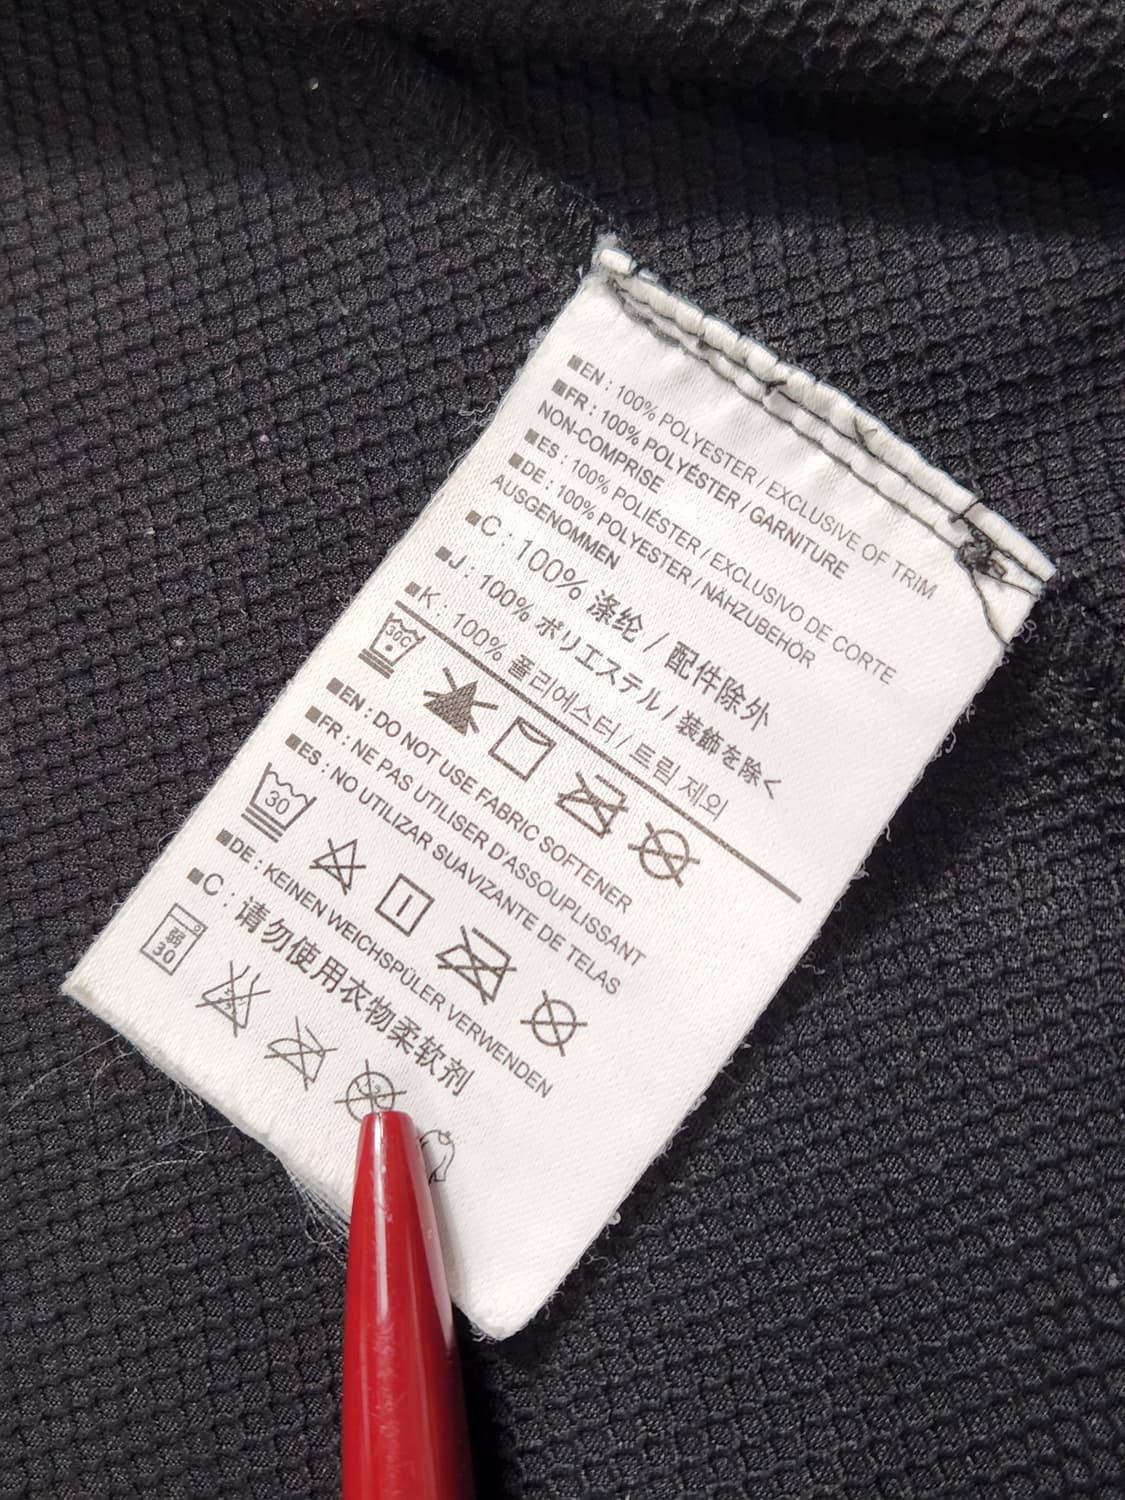 ■EN : 100% POLYESTER / EXCLUSIVE OF TRIM
■FR : 100% POLYÉSTER / GARNITURE
NON-COMPRISE
■ES : 100% POLIÉSTER / EXCLUSIVO DE CORTE
■DE : 100% POLYESTER / NÄHZUBEHÖR
AUSGENOMMEN
■C : 100% 涤纶 / 配件除外
■J : 100% ポリエステル / 装飾を除く
■K : 100% 폴리에스터 / 트림 제외
30C
■EN : DO NOT USE FABRIC SOFTENER
■FR : NE PAS UTILISER D'ASSOUPLISSANT
■ES : NO UTILIZAR SUAVIZANTE DE TELAS
30
■DE : KEINEN WEICHSPÜLER VERWENDEN
■C : 请勿使用衣物柔软剂
弱
30